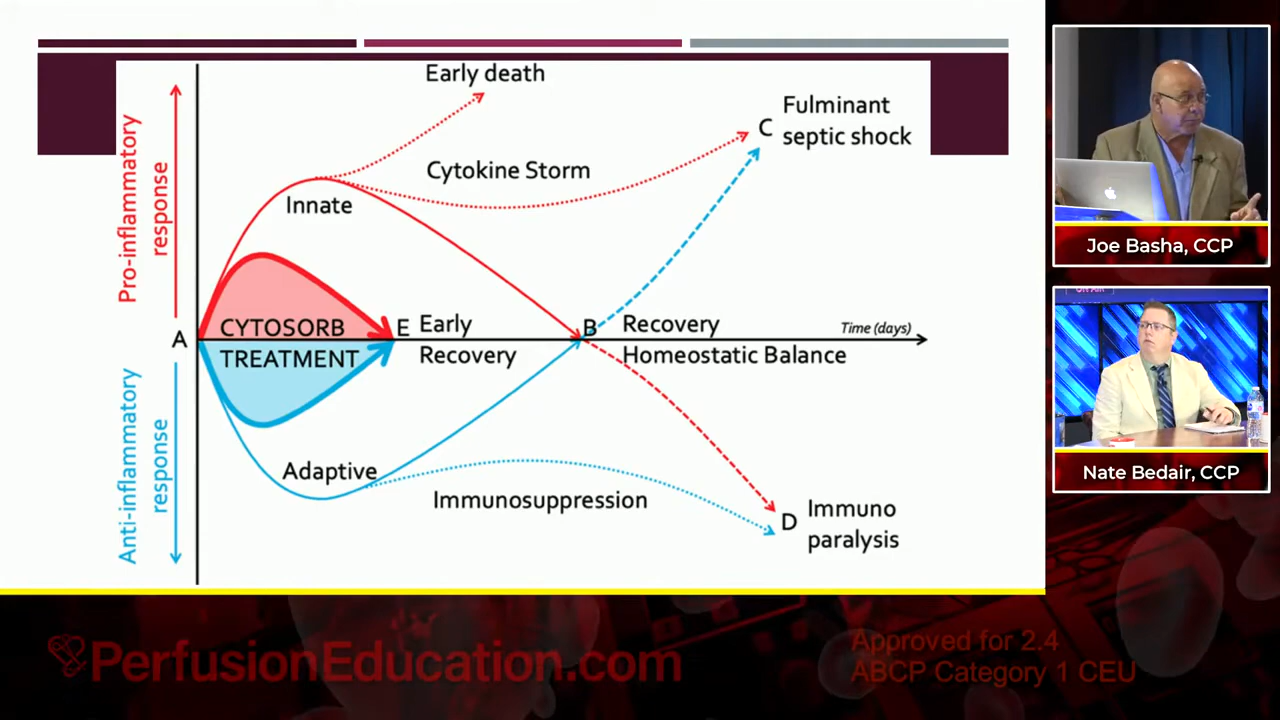 Early death
Fulminant
septic shock
C
Cytokine Storm
Innate
Pro-inflammatory
response
A
CYTOSORB
TREATMENT
E
Early
Recovery
B
Recovery
Homeostatic Balance
Time (days)
Anti-inflammatory
response
Adaptive
Immunosuppression
D
Immuno
paralysis
Joe Basha, CCP
ON AIR
Nate Bedair, CCP
PerfusionEducation.com
Approved for 2.4
ABCP Category 1 CEU